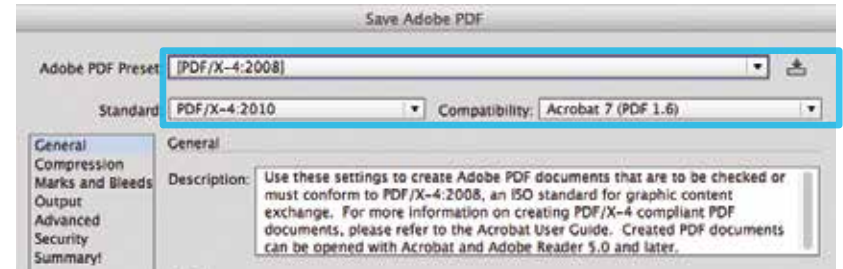 Save Adobe PDF
Adobe PDF Preset: [PDF/X-4:2008]
Standard: PDF/X-4:2010 Compatibility: Acrobat 7 (PDF 1.6)
General
Compression
Marks and Bleeds
Output
Advanced
Security
Summary!
General
Description: Use these settings to create Adobe PDF documents that are to be checked or
must conform to PDF/X-4:2008, an ISO standard for graphic content
exchange. For more information on creating PDF/X-4 compliant PDF
documents, please refer to the Acrobat User Guide. Created PDF documents
can be opened with Acrobat and Adobe Reader 5.0 and later.